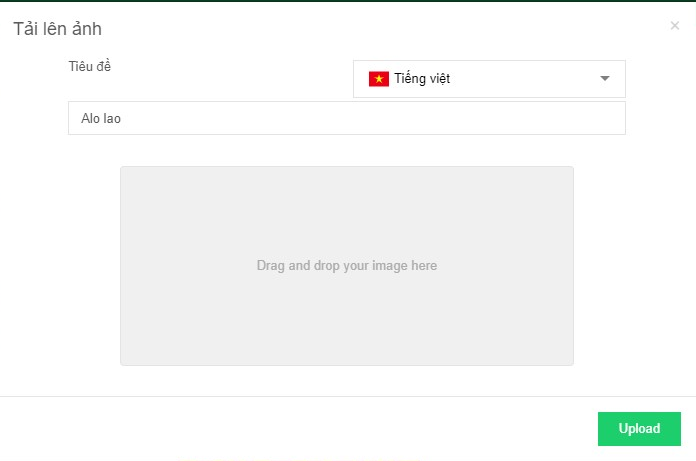 Tải lên ảnh
×
Tiêu đề
Tiếng việt
Alo lao
Drag and drop your image here
Upload